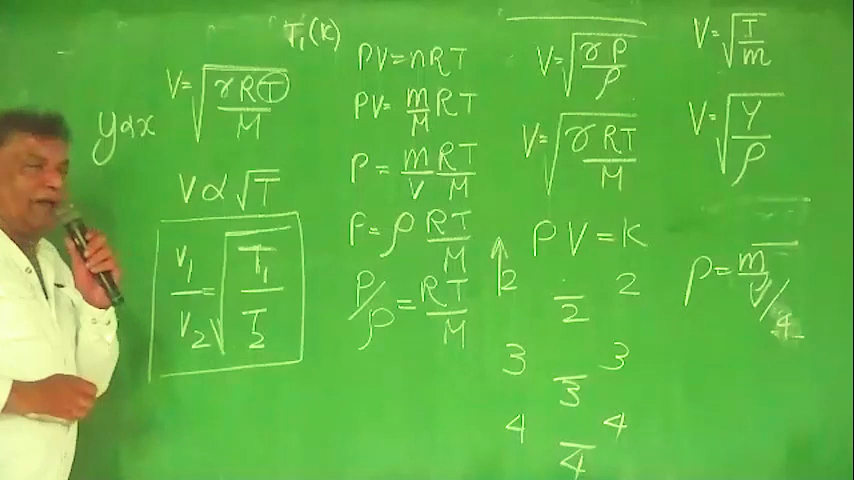 T₁(K)
y∝x
V=√(γRT/M)
V∝√T
V₁/V₂=√(T₁/T₂)
PV=nRT
PV=m/M RT
P=m/V RT/M
P=ρ RT/M
P/ρ=RT/M
V=√(γP/ρ)
V=√(γRT/M)
PV=K
↑2 –/2 2
3 –/3 3
4 –/4 4
V=√(T/m)
V=√(Y/ρ)
ρ=m/V/4